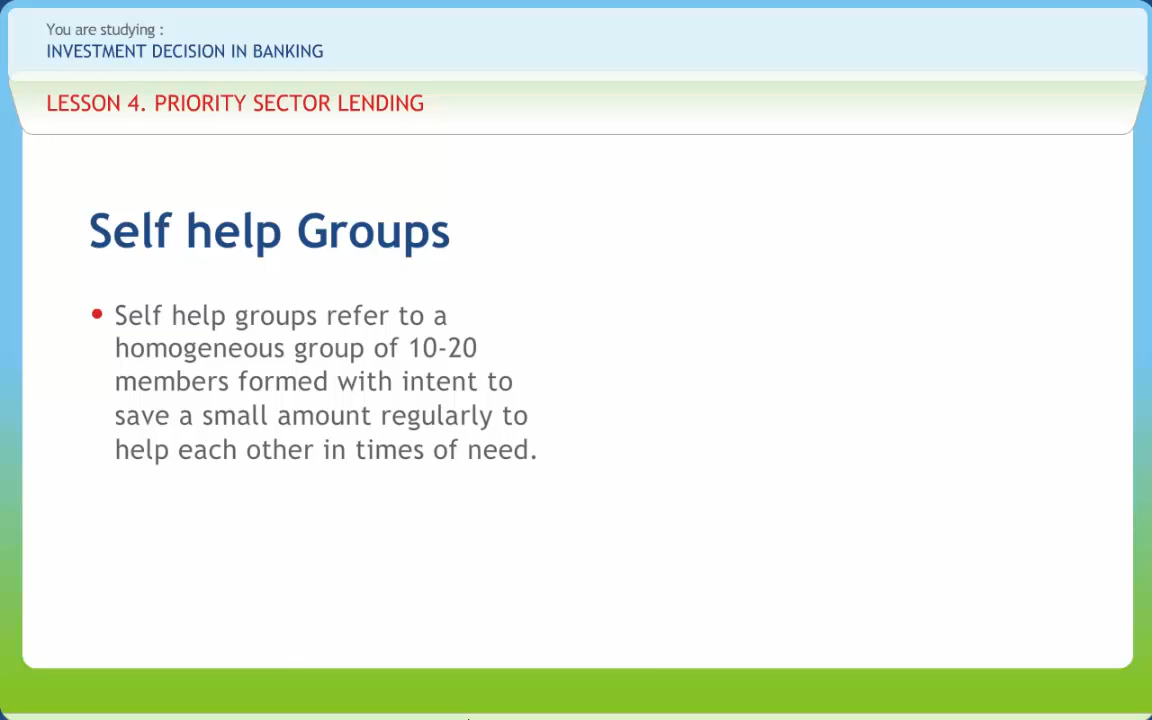 You are studying :
INVESTMENT DECISION IN BANKING
LESSON 4. PRIORITY SECTOR LENDING
Self help Groups
• Self help groups refer to a
homogeneous group of 10-20
members formed with intent to
save a small amount regularly to
help each other in times of need.